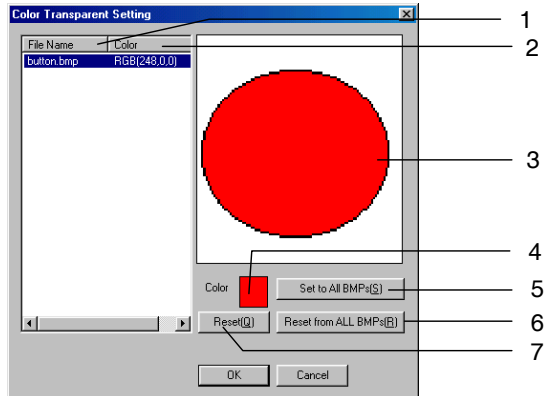 Color Transparent Setting
1
File Name Color
2
button.bmp RGB(248,0,0)
3
4
Color Set to All BMPs(S)
5
Reset(Q) Reset from ALL BMPs(R)
6
7
OK Cancel